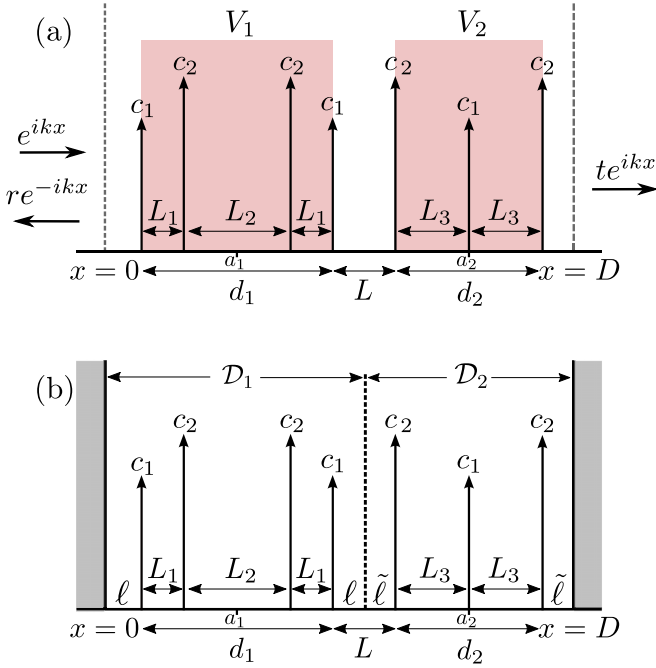 (a) V₁ V₂
c₂ c₂ c₂ c₂
c₁ c₁ c₁
e^{ikx} te^{ikx}
re^{-ikx}
L₁ L₂ L₁ L₃ L₃
x = 0 a₁ a₂ x = D
d₁ L d₂
(b) 𝒟₁ 𝒟₂
c₂ c₂ c₂ c₂
c₁ c₁ c₁
L₁ L₂ L₁ L₃ L₃
ℓ ℓ ℓ̃ ℓ̃
x = 0 a₁ a₂ x = D
d₁ L d₂